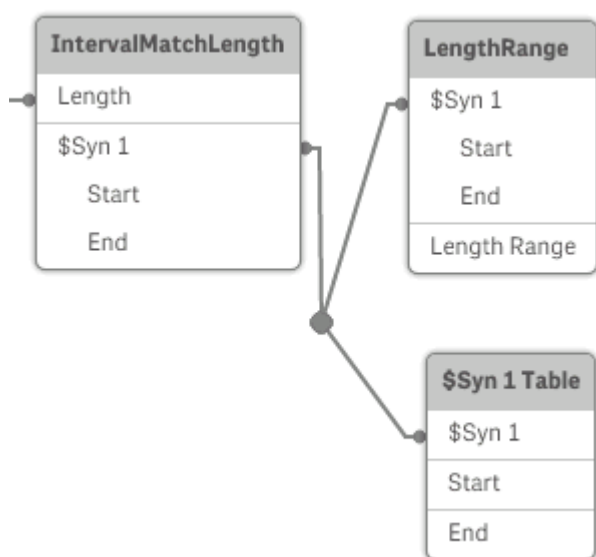 IntervalMatchLength
Length
$Syn 1
Start
End
LengthRange
$Syn 1
Start
End
Length Range
$Syn 1 Table
$Syn 1
Start
End